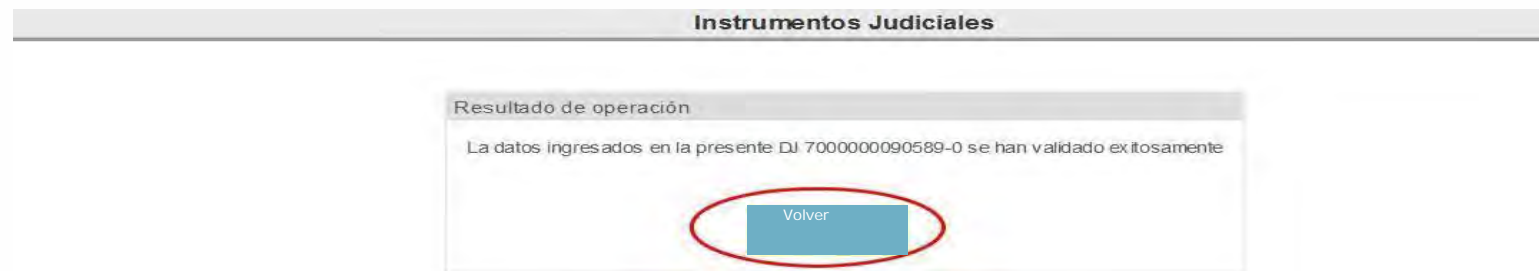 Instrumentos Judiciales
Resultado de operación
La datos ingresados en la presente DJ 7000000090589-0 se han validado exitosamente
Volver